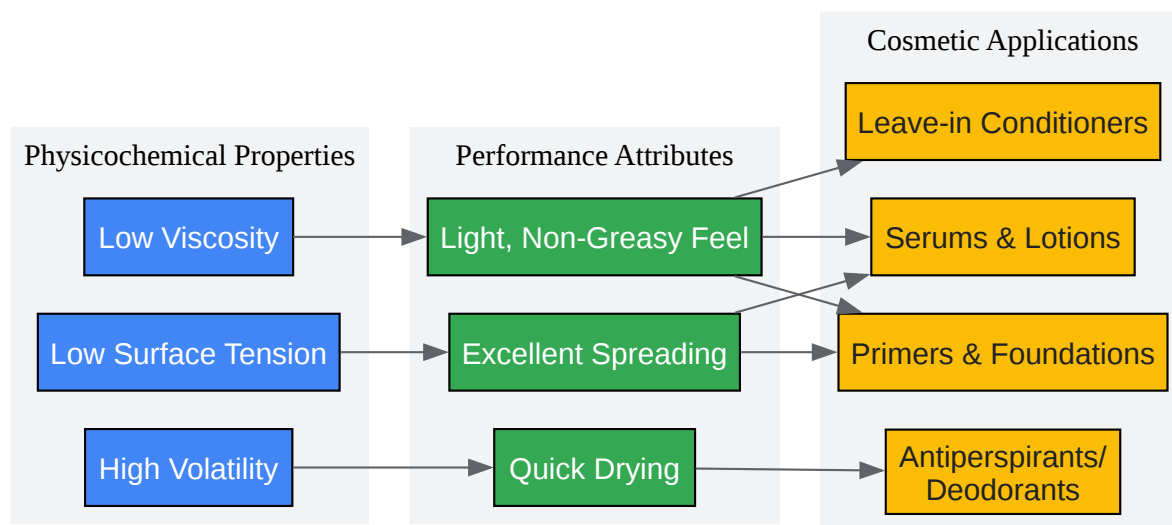 Physicochemical Properties
Low Viscosity
Low Surface Tension
High Volatility
Performance Attributes
Light, Non-Greasy Feel
Excellent Spreading
Quick Drying
Cosmetic Applications
Leave-in Conditioners
Serums & Lotions
Primers & Foundations
Antiperspirants/
Deodorants